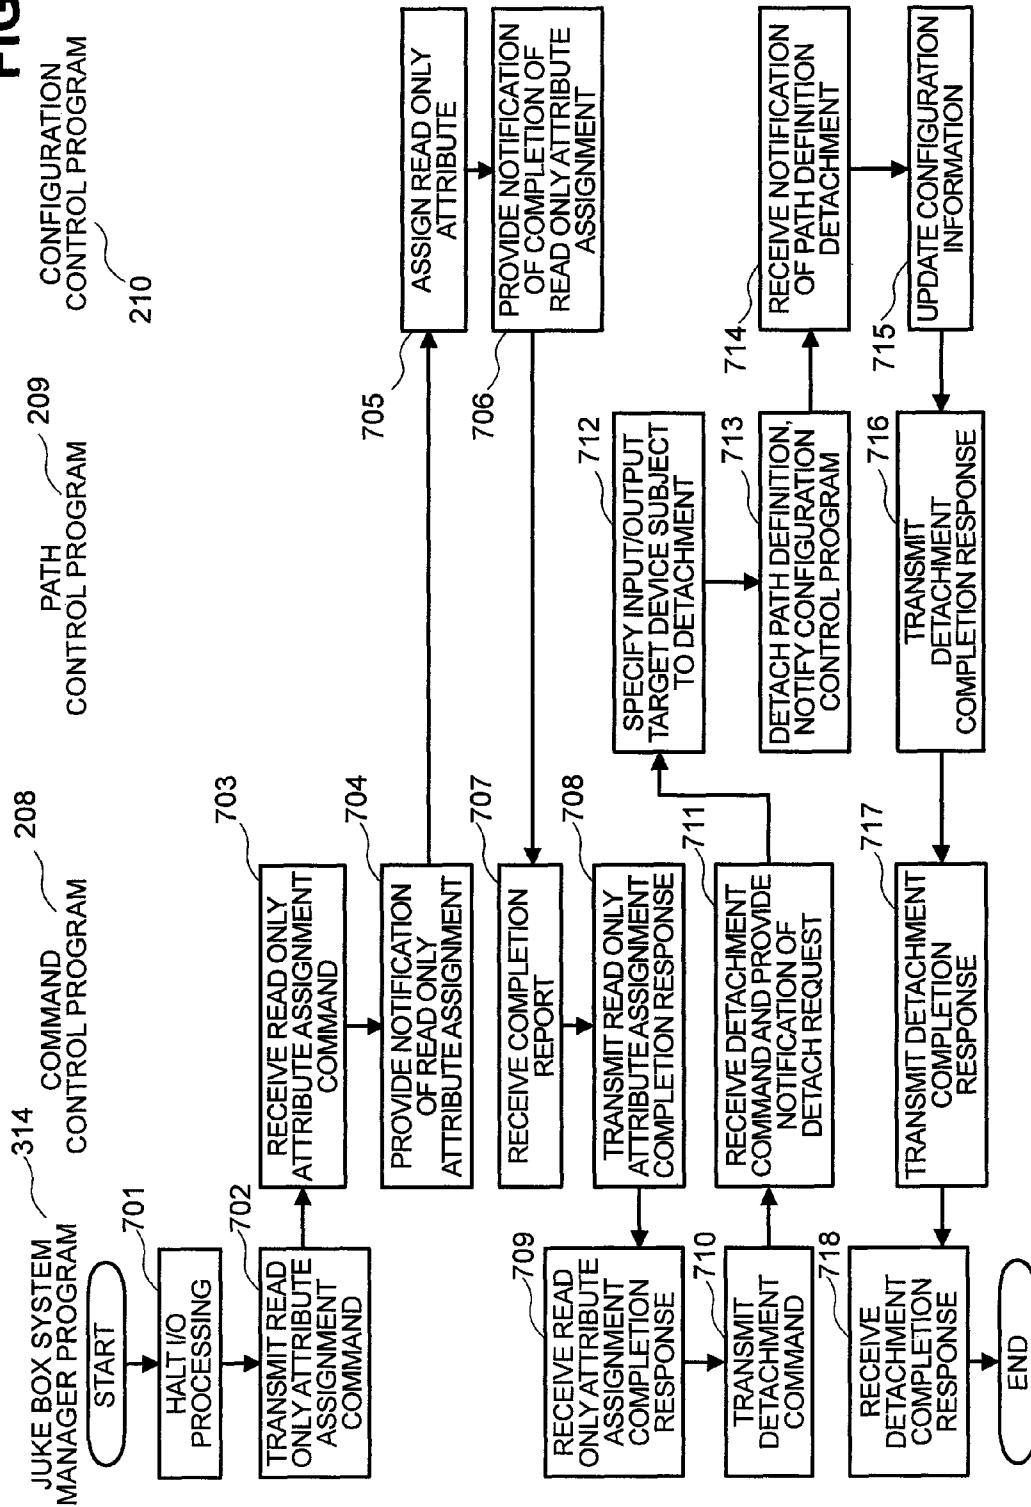 FIG
JUKE BOX SYSTEM
MANAGER PROGRAM
314
COMMAND
CONTROL PROGRAM
208
PATH
CONTROL PROGRAM
209
CONFIGURATION
CONTROL PROGRAM
210
START
701
HALT I/O
PROCESSING
702
TRANSMIT READ
ONLY ATTRIBUTE
ASSIGNMENT
COMMAND
703
RECEIVE READ ONLY
ATTRIBUTE ASSIGNMENT
COMMAND
704
PROVIDE NOTIFICATION
OF READ ONLY
ATTRIBUTE ASSIGNMENT
705
ASSIGN READ ONLY
ATTRIBUTE
706
PROVIDE NOTIFICATION
OF COMPLETION OF
READ ONLY ATTRIBUTE
ASSIGNMENT
707
RECEIVE COMPLETION
REPORT
708
TRANSMIT READ ONLY
ATTRIBUTE ASSIGNMENT
COMPLETION RESPONSE
709
RECEIVE READ
ONLY ATTRIBUTE
ASSIGNMENT
COMPLETION
RESPONSE
710
TRANSMIT
DETACHMENT
COMMAND
711
RECEIVE DETACHMENT
COMMAND AND PROVIDE
NOTIFICATION OF
DETACH REQUEST
712
SPECIFY INPUT/OUTPUT
TARGET DEVICE SUBJECT
TO DETACHMENT
713
DETACH PATH DEFINITION,
NOTIFY CONFIGURATION
CONTROL PROGRAM
714
RECEIVE NOTIFICATION
OF PATH DEFINITION
DETACHMENT
715
UPDATE CONFIGURATION
INFORMATION
716
TRANSMIT
DETACHMENT
COMPLETION RESPONSE
717
TRANSMIT DETACHMENT
COMPLETION
RESPONSE
718
RECEIVE
DETACHMENT
COMPLETION
RESPONSE
END